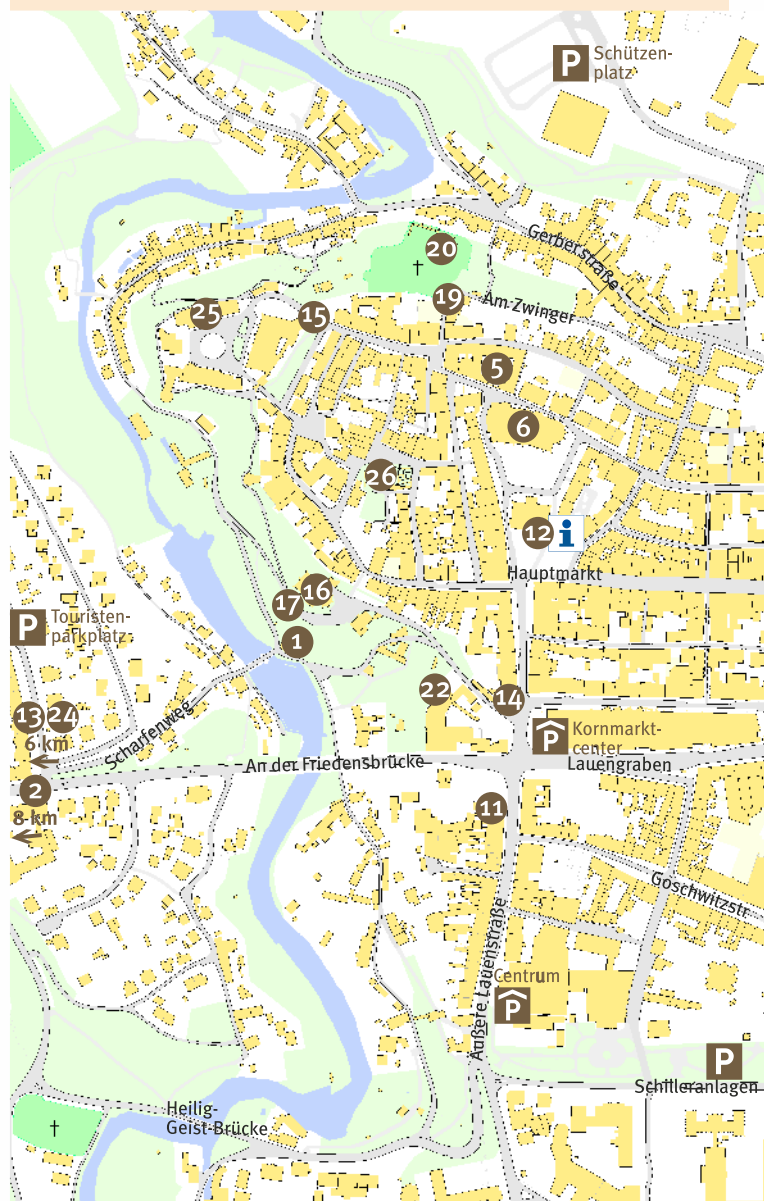 P Schützen-
platz
Gerberstraße
20
19
Am Zwinger
25
15
5
6
26
12 i
Hauptmarkt
16
17
P Touristen-
parkplatz
1
22
14
13 24
6 km
Scharfenweg
P Kornmarkt-
center
An der Friedensbrücke
Lauengraben
2
8 km
11
Goschwitzstr
Äußere Lauenstraße
Centrum
P
P
Schilleranlagen
Heilig-
Geist-Brücke